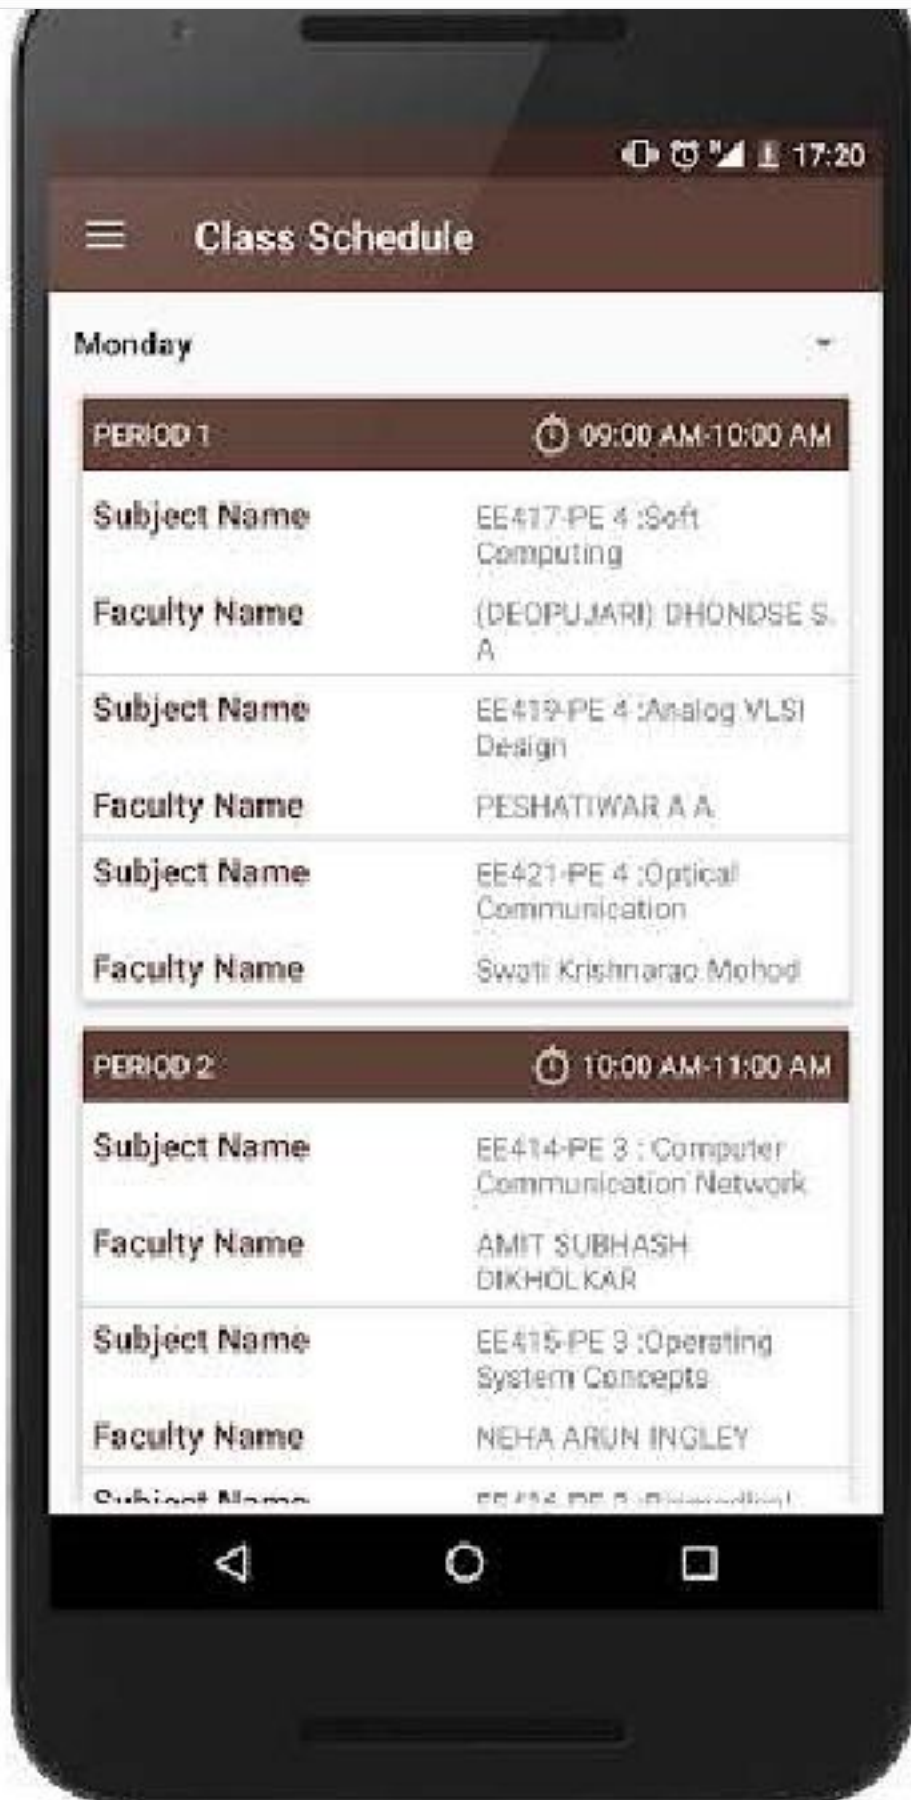 17:20
Class Schedule
Monday
PERIOD 1 09:00 AM-10:00 AM
Subject Name EE417-PE 4 :Soft
Computing
Faculty Name (DEOPUJARI) DHONDSE S.
A
Subject Name EE419-PE 4 :Analog VLSI
Design
Faculty Name PESHATIWAR A A
Subject Name EE421-PE 4 :Optical
Communication
Faculty Name Swati Krishnarao Mohod
PERIOD 2 10:00 AM-11:00 AM
Subject Name EE414-PE 3 : Computer
Communication Network
Faculty Name AMIT SUBHASH
DIKHOLKAR
Subject Name EE415-PE 3 :Operating
System Concepts
Faculty Name NEHA ARUN INGLEY
Subject Name